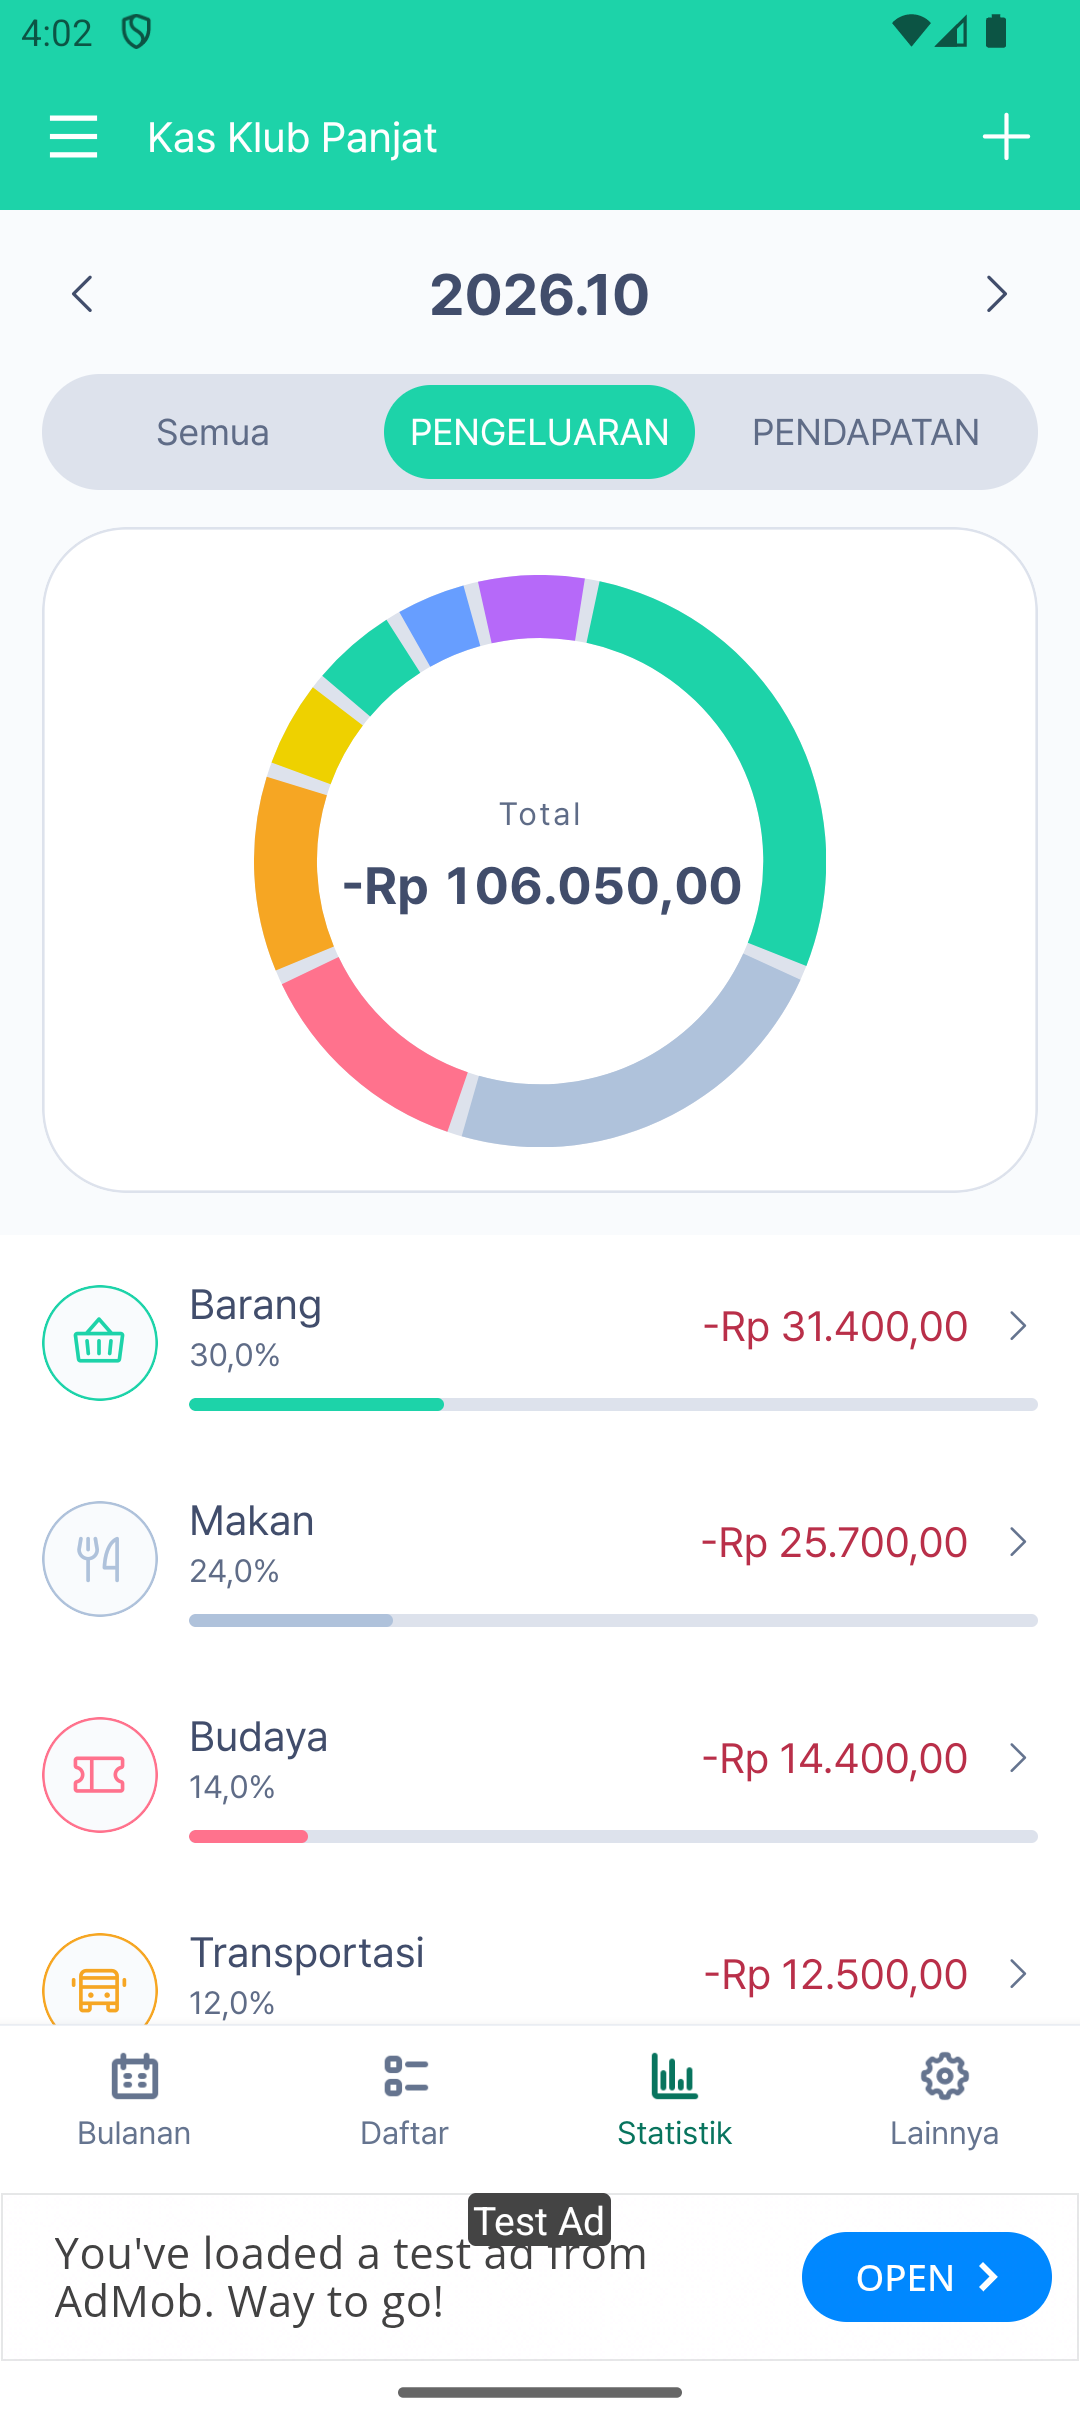 4:02
Kas Klub Panjat
2026.10
Semua
PENGELUARAN
PENDAPATAN
Total
-Rp 106.050,00
Barang
-Rp 31.400,00
30,0%
Makan
-Rp 25.700,00
24,0%
Budaya
-Rp 14.400,00
14,0%
Transportasi
-Rp 12.500,00
12,0%
Bulanan
Daftar
Statistik
Lainnya
Test Ad
You've loaded a test ad from
AdMob. Way to go!
OPEN